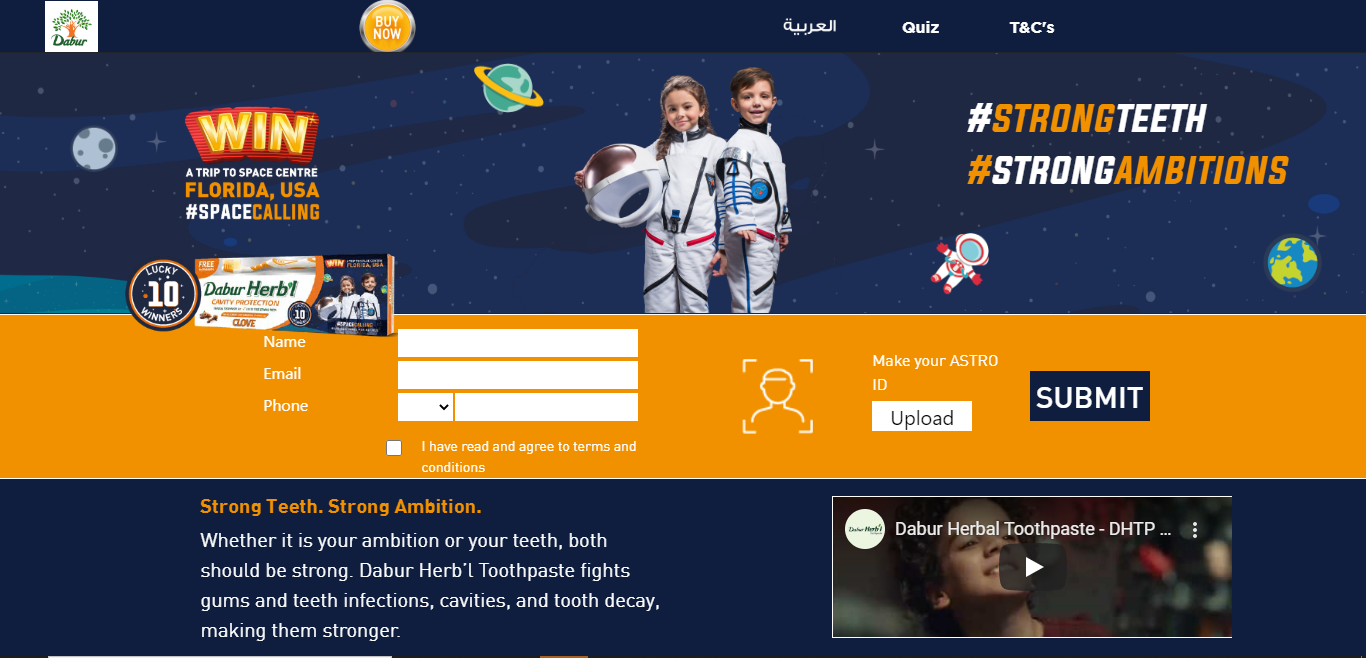 Dabur
BUY
NOW
العربية
Quiz
T&C's
WIN
A TRIP TO SPACE CENTRE
FLORIDA, USA
#SPACECALLING
#STRONGTEETH
#STRONGAMBITIONS
LUCKY
10
WINNERS
FREE
Dabur Herb'l
CAVITY PROTECTION
CLOVE
WIN
FLORIDA, USA
10
#SPACECALLING
Name
Email
Phone
I have read and agree to terms and
conditions
Make your ASTRO
ID
Upload
SUBMIT
Strong Teeth. Strong Ambition.
Whether it is your ambition or your teeth, both
should be strong. Dabur Herb'l Toothpaste fights
gums and teeth infections, cavities, and tooth decay,
making them stronger.
Dabur Herb'l
Dabur Herbal Toothpaste - DHTP ...